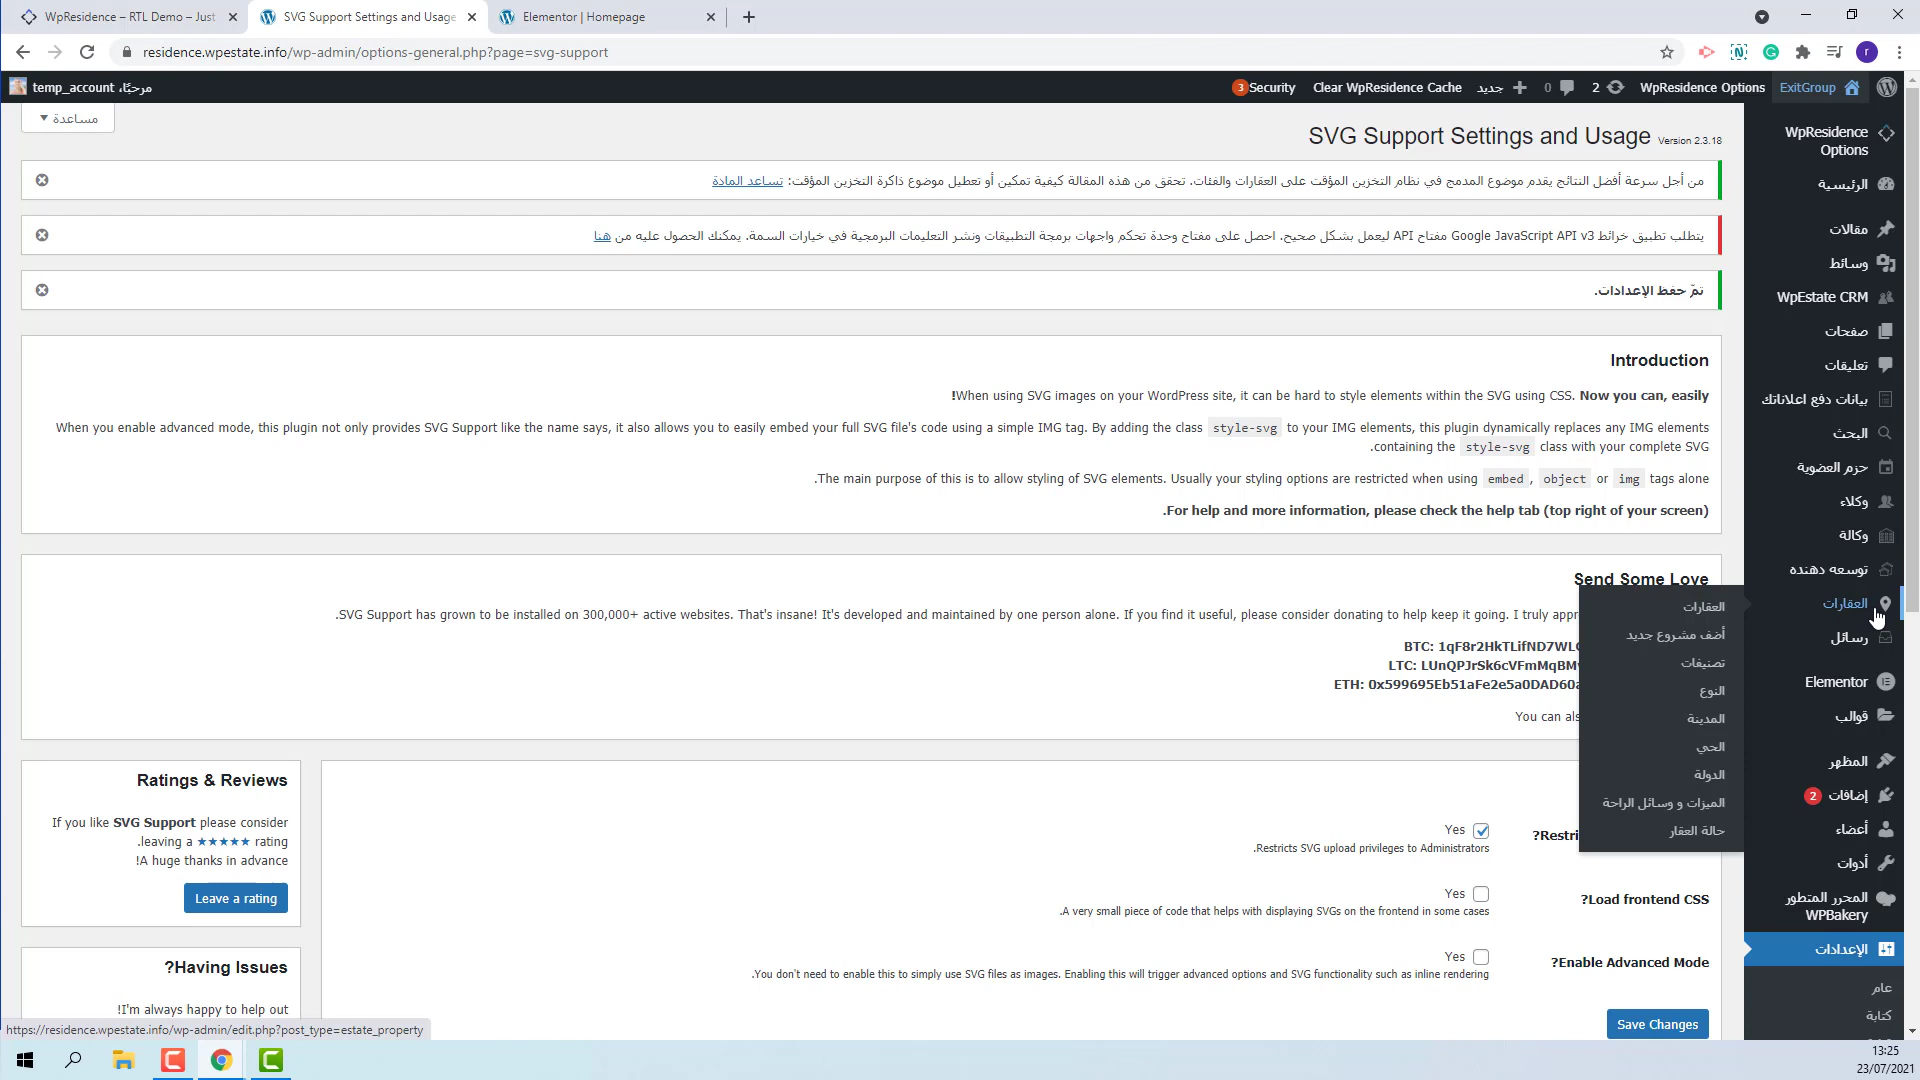 WpResidence – RTL Demo – Just
SVG Support Settings and Usage
Elementor | Homepage
residence.wpestate.info/wp-admin/options-general.php?page=svg-support
مرحبًا، temp_account
3 Security
Clear WpResidence Cache
جديد
0
2
WpResidence Options
ExitGroup
مساعدة
SVG Support Settings and Usage Version 2.3.18
من أجل سرعة أفضل النتائج يقدم موضوع المدمج في نظام التخزين المؤقت على العقارات والفئات. تحقق من هذه المقالة كيفية تمكين أو تعطيل موضوع ذاكرة التخزين المؤقت: تساعد المادة
يتطلب تطبيق خرائط Google JavaScript API v3 مفتاح API ليعمل بشكل صحيح. احصل على مفتاح وحدة تحكم واجهات برمجة التطبيقات ونشر التعليمات البرمجية في خيارات السمة. يمكنك الحصول عليه من هنا
تمّ حفظ الإعدادات.
Introduction
!When using SVG images on your WordPress site, it can be hard to style elements within the SVG using CSS. Now you can, easily
When you enable advanced mode, this plugin not only provides SVG Support like the name says, it also allows you to easily embed your full SVG file's code using a simple IMG tag. By adding the class style-svg to your IMG elements, this plugin dynamically replaces any IMG elements
.containing the style-svg class with your complete SVG
.The main purpose of this is to allow styling of SVG elements. Usually your styling options are restricted when using embed, object or img tags alone
.For help and more information, please check the help tab (top right of your screen)
Send Some Love
.SVG Support has grown to be installed on 300,000+ active websites. That's insane! It's developed and maintained by one person alone. If you find it useful, please consider donating to help keep it going. I truly appr
BTC: 1qF8r2HkTLifND7WL
LTC: LUnQPJrSk6cVFmMqBM
ETH: 0x599695Eb51aFe2e5a0DAD60a
You can als
Ratings & Reviews
If you like SVG Support please consider
.leaving a ★★★★★ rating
!A huge thanks in advance
Leave a rating
?Having Issues
!I'm always happy to help out
?Restri
Yes
.Restricts SVG upload privileges to Administrators
?Load frontend CSS
Yes
.A very small piece of code that helps with displaying SVGs on the frontend in some cases
?Enable Advanced Mode
Yes
.You don't need to enable this to simply use SVG files as images. Enabling this will trigger advanced options and SVG functionality such as inline rendering
Save Changes
العقارات
أضف مشروع جديد
تصنيفات
النوع
المدينة
الحي
الدولة
الميزات و وسائل الراحة
حالة العقار
WpResidence
Options
الرئيسية
مقالات
وسائط
WpEstate CRM
صفحات
تعليقات
بيانات دفع اعلاناتك
البحث
حزم العضوية
وكلاء
وكالة
توسعه دهنده
العقارات
رسائل
Elementor
قوالب
المظهر
إضافات 2
أعضاء
أدوات
المحرر المتطور
WPBakery
الإعدادات
عام
كتابة
https://residence.wpestate.info/wp-admin/edit.php?post_type=estate_property
13:25
23/07/2021